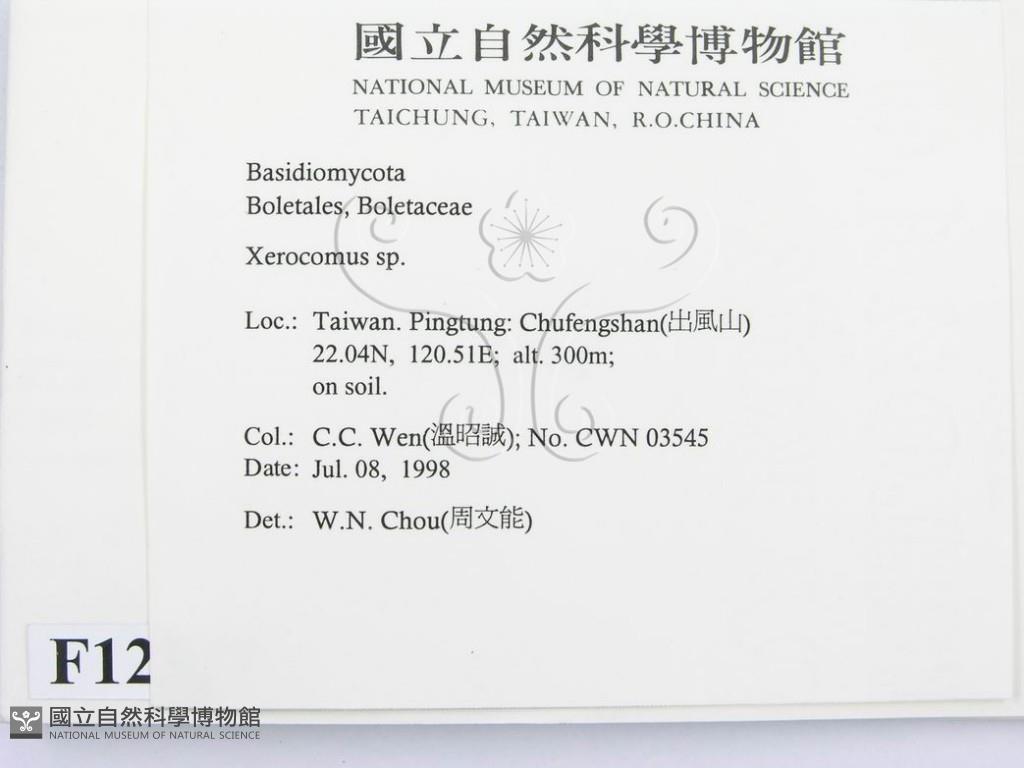 國立自然科學博物館
NATIONAL MUSEUM OF NATURAL SCIENCE
TAICHUNG, TAIWAN, R.O.CHINA
Basidiomycota
Boletales, Boletaceae
Xerocomus sp.
Loc.: Taiwan. Pingtung: Chufengshan(出風山)
22.04N, 120.51E; alt. 300m;
on soil.
Col.: C.C. Wen(溫昭誠); No. CWN 03545
Date: Jul. 08, 1998
Det.: W.N. Chou(周文能)
F12
國立自然科學博物館
NATIONAL MUSEUM OF NATURAL SCIENCE